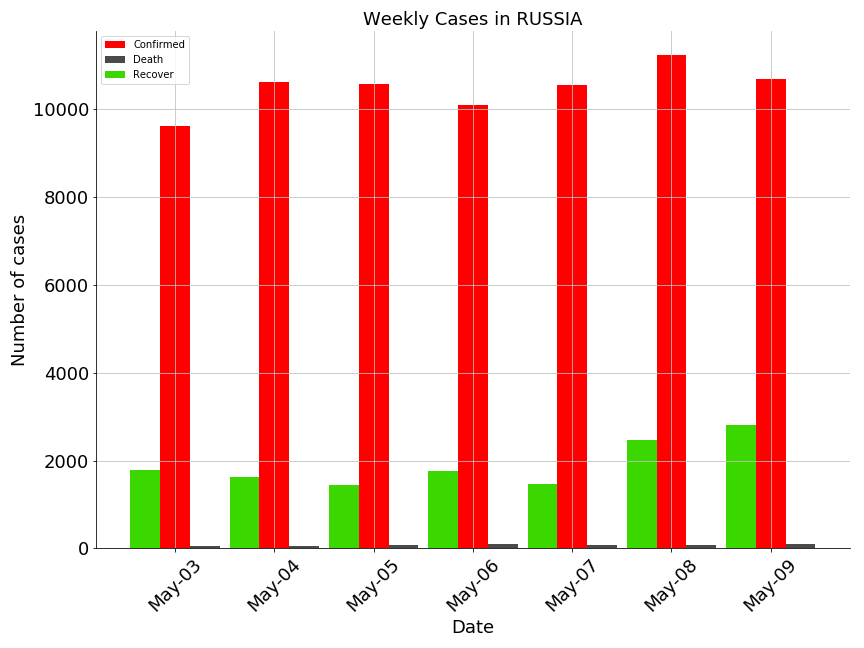 Weekly Cases in RUSSIA
Confirmed
Death
Recover
Number of cases
10000
8000
6000
4000
2000
0
May-03
May-04
May-05
May-06
May-07
May-08
May-09
Date